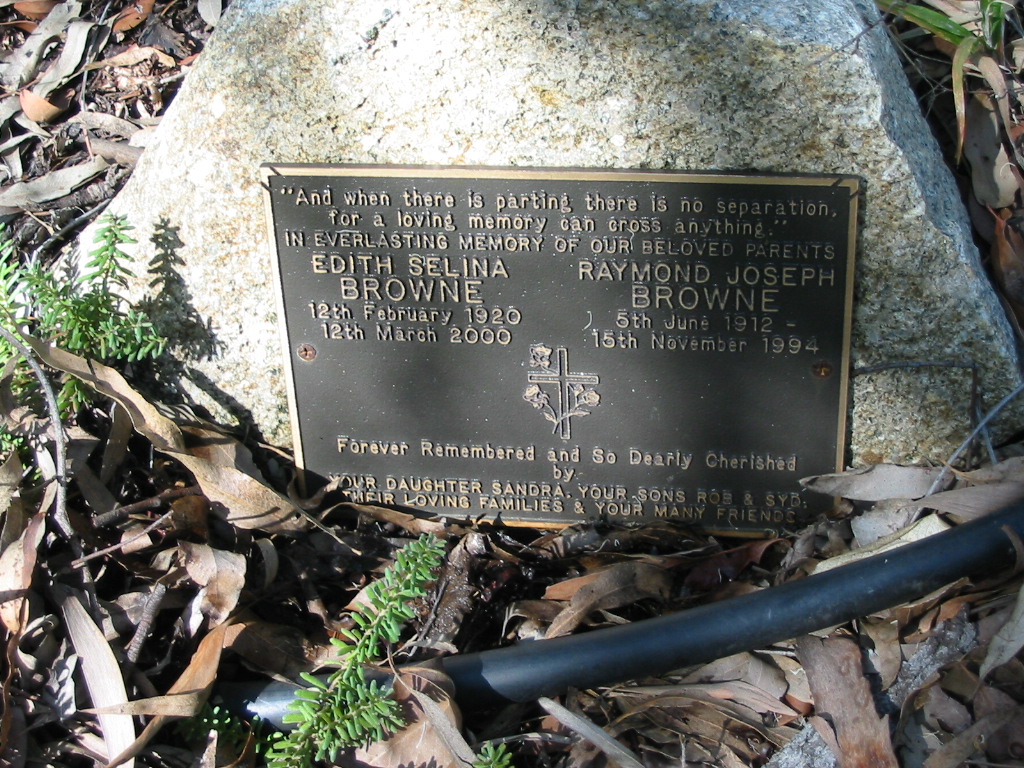 "And when there is parting there is no separation,
for a loving memory can cross anything."
IN EVERLASTING MEMORY OF OUR BELOVED PARENTS
EDITH SELINA
BROWNE
12th February 1920
12th March 2000
RAYMOND JOSEPH
BROWNE
5th June 1912 -
15th November 1994
Forever Remembered and So Dearly Cherished
by
YOUR DAUGHTER SANDRA, YOUR SONS ROB & SYD,
THEIR LOVING FAMILIES & YOUR MANY FRIENDS